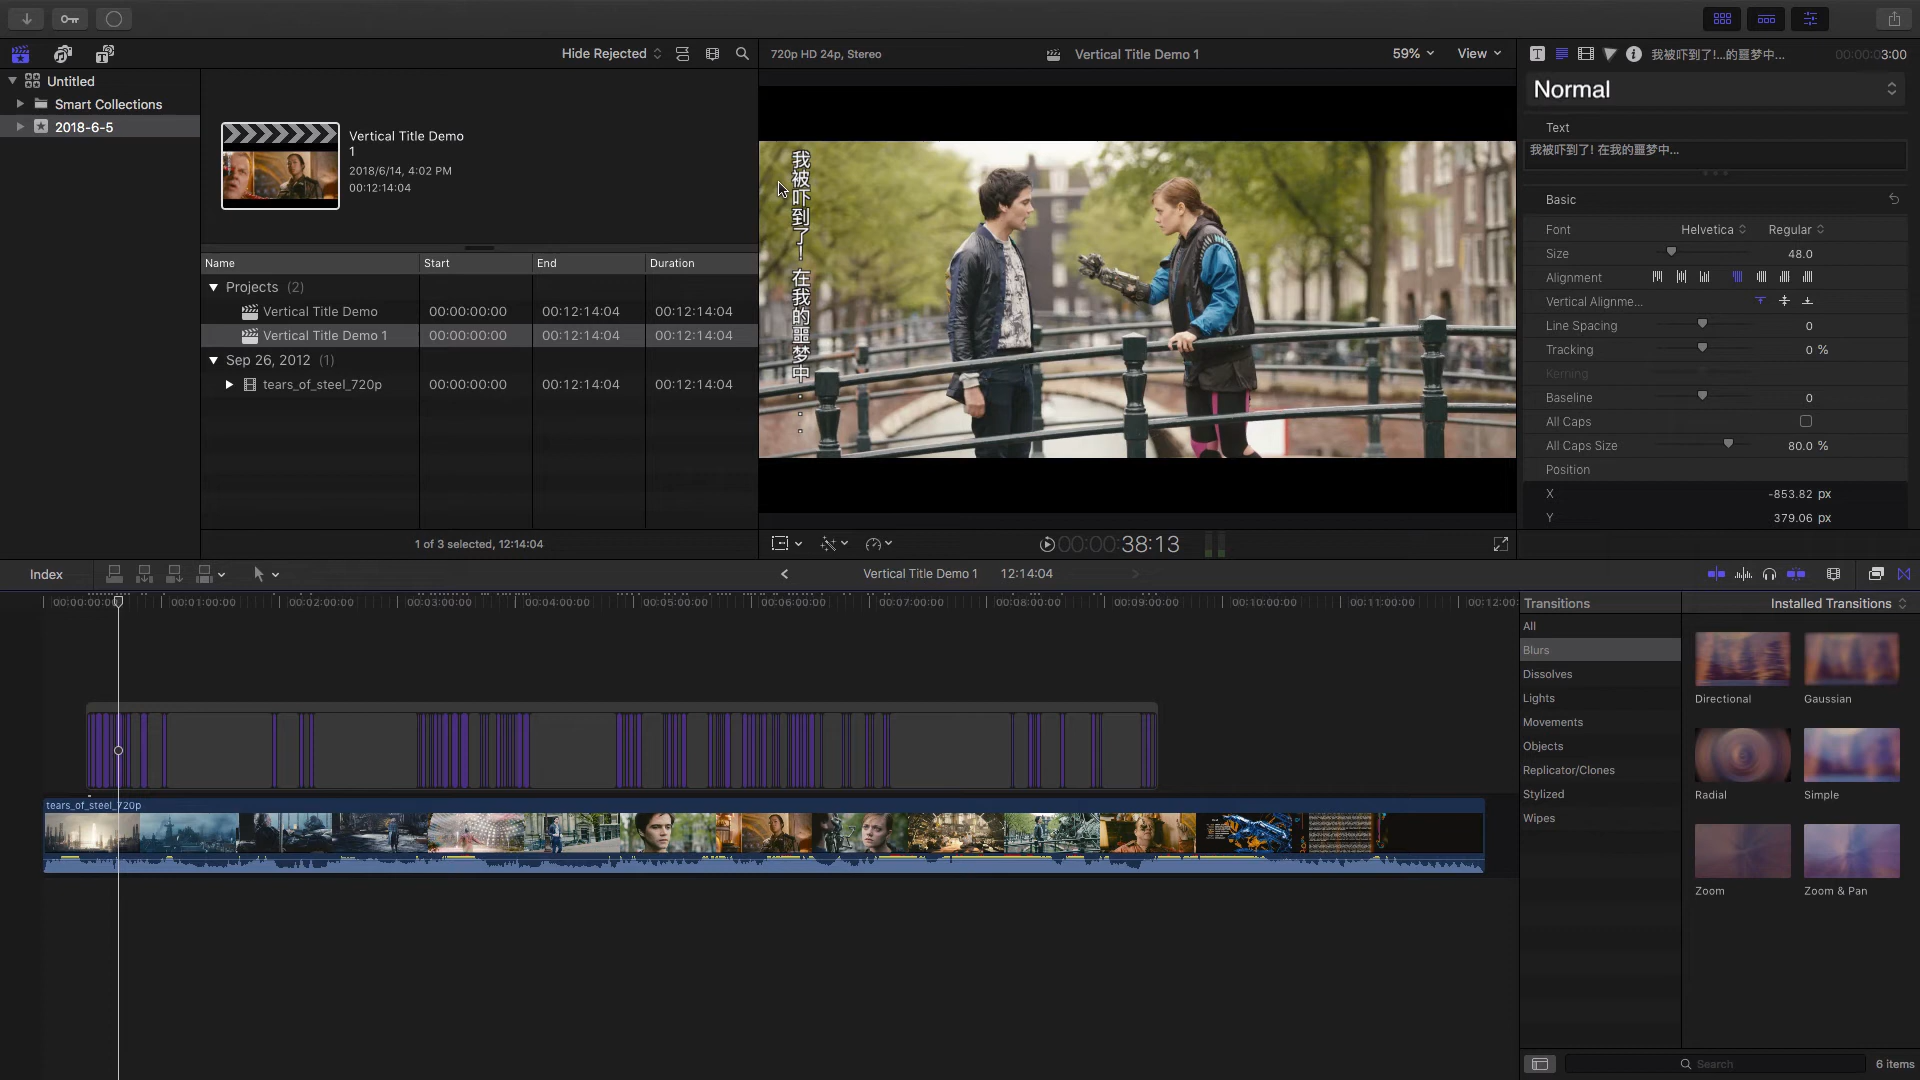 Hide Rejected
720p HD 24p, Stereo
Vertical Title Demo 1
59%
View
我被吓到了!...的噩梦中...
00:00:03:00
Untitled
Smart Collections
2018-6-5
Vertical Title Demo
1
2018/6/14, 4:02 PM
00:12:14:04
Name Start End Duration
Projects (2)
Vertical Title Demo 00:00:00:00 00:12:14:04 00:12:14:04
Vertical Title Demo 1 00:00:00:00 00:12:14:04 00:12:14:04
Sep 26, 2012 (1)
tears_of_steel_720p 00:00:00:00 00:12:14:04 00:12:14:04
1 of 3 selected, 12:14:04
我被吓到了! 在我的噩梦中...
00:00:38:13
Normal
Text
我被吓到了! 在我的噩梦中...
Basic
Font Helvetica Regular
Size 48.0
Alignment
Vertical Alignme...
Line Spacing 0
Tracking 0 %
Kerning
Baseline 0
All Caps
All Caps Size 80.0 %
Position
X -853.82 px
Y 379.06 px
Index
Vertical Title Demo 1 12:14:04
00:00:00:00 00:01:00:00 00:02:00:00 00:03:00:00 00:04:00:00 00:05:00:00 00:06:00:00 00:07:00:00 00:08:00:00 00:09:00:00 00:10:00:00 00:11:00:00 00:12:00:
tears_of_steel_720p
Transitions
Installed Transitions
All
Blurs
Dissolves
Lights
Movements
Objects
Replicator/Clones
Stylized
Wipes
Directional Gaussian
Radial Simple
Zoom Zoom & Pan
Search
6 items